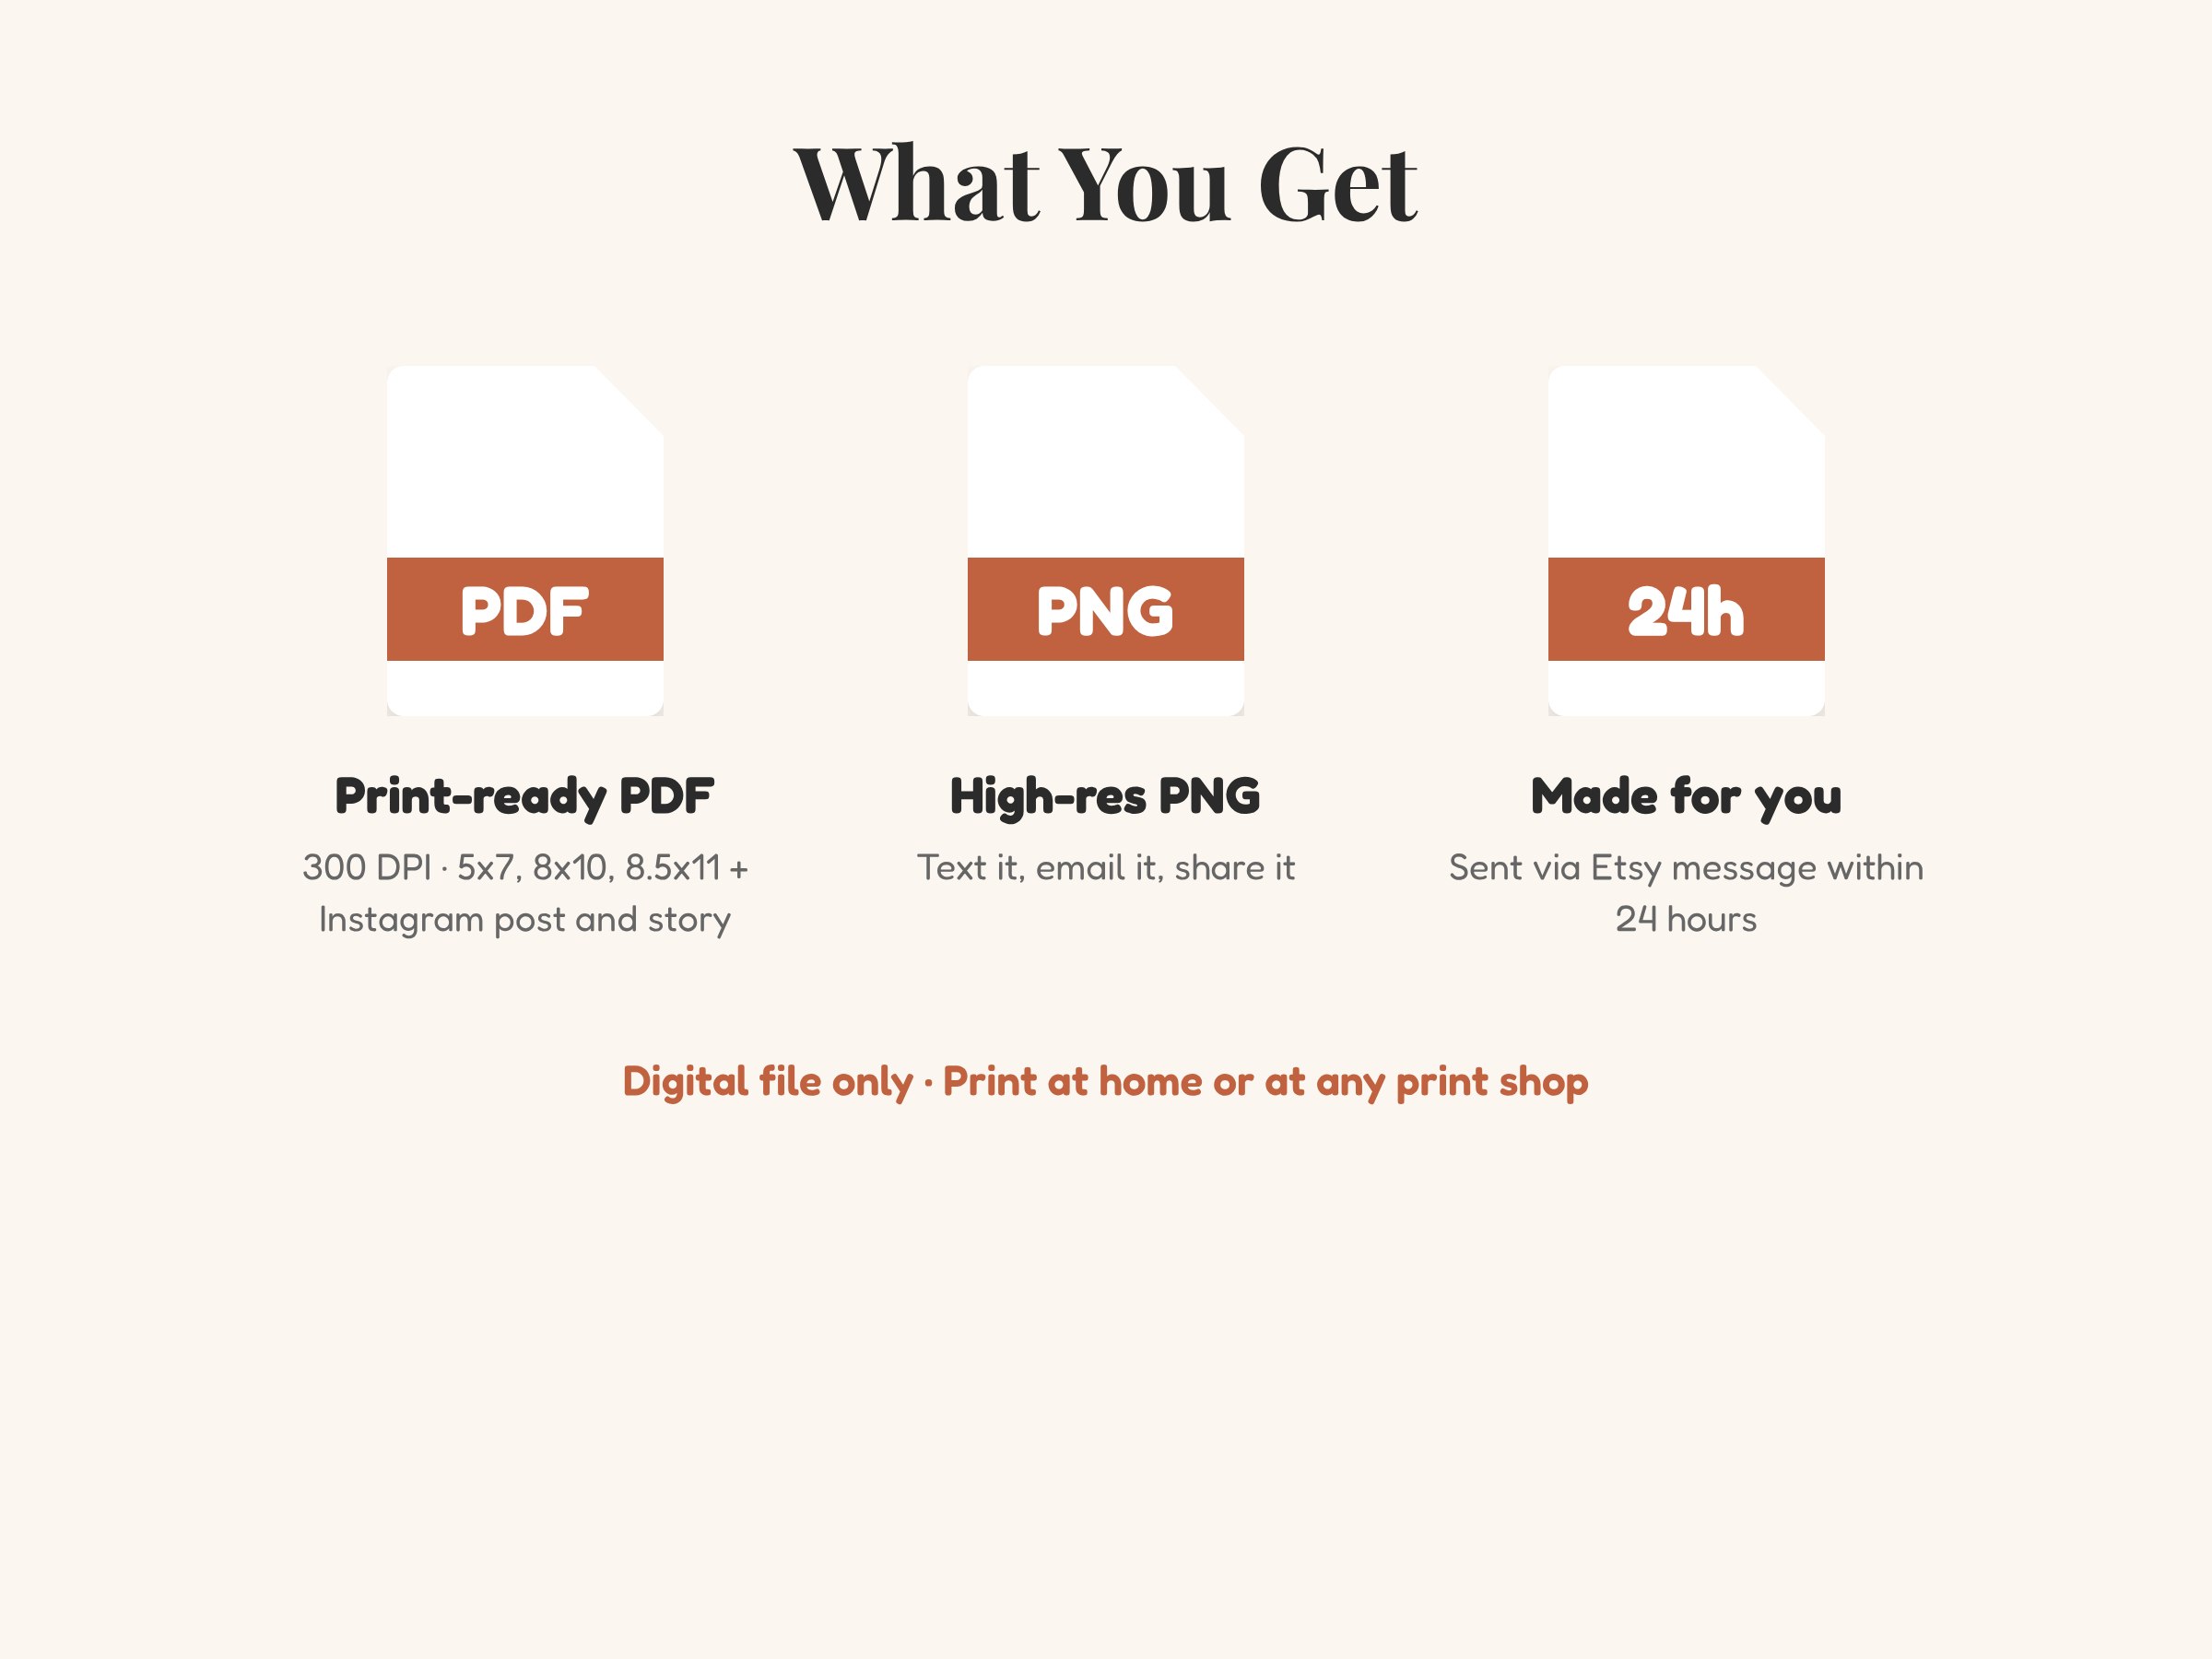 What You Get
PDF
PNG
24h
Print-ready PDF
300 DPI · 5x7, 8x10, 8.5x11 +
Instagram post and story
High-res PNG
Text it, email it, share it
Made for you
Sent via Etsy message within
24 hours
Digital file only · Print at home or at any print shop